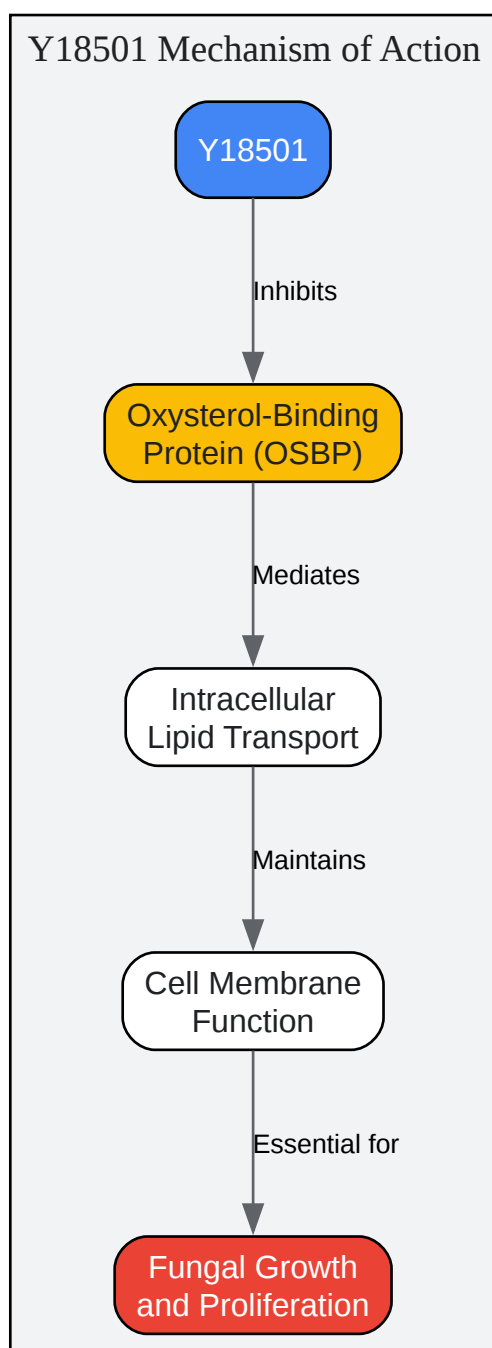 Y18501 Mechanism of Action
Y18501
Inhibits
Oxysterol-Binding
Protein (OSBP)
Mediates
Intracellular
Lipid Transport
Maintains
Cell Membrane
Function
Essential for
Fungal Growth
and Proliferation